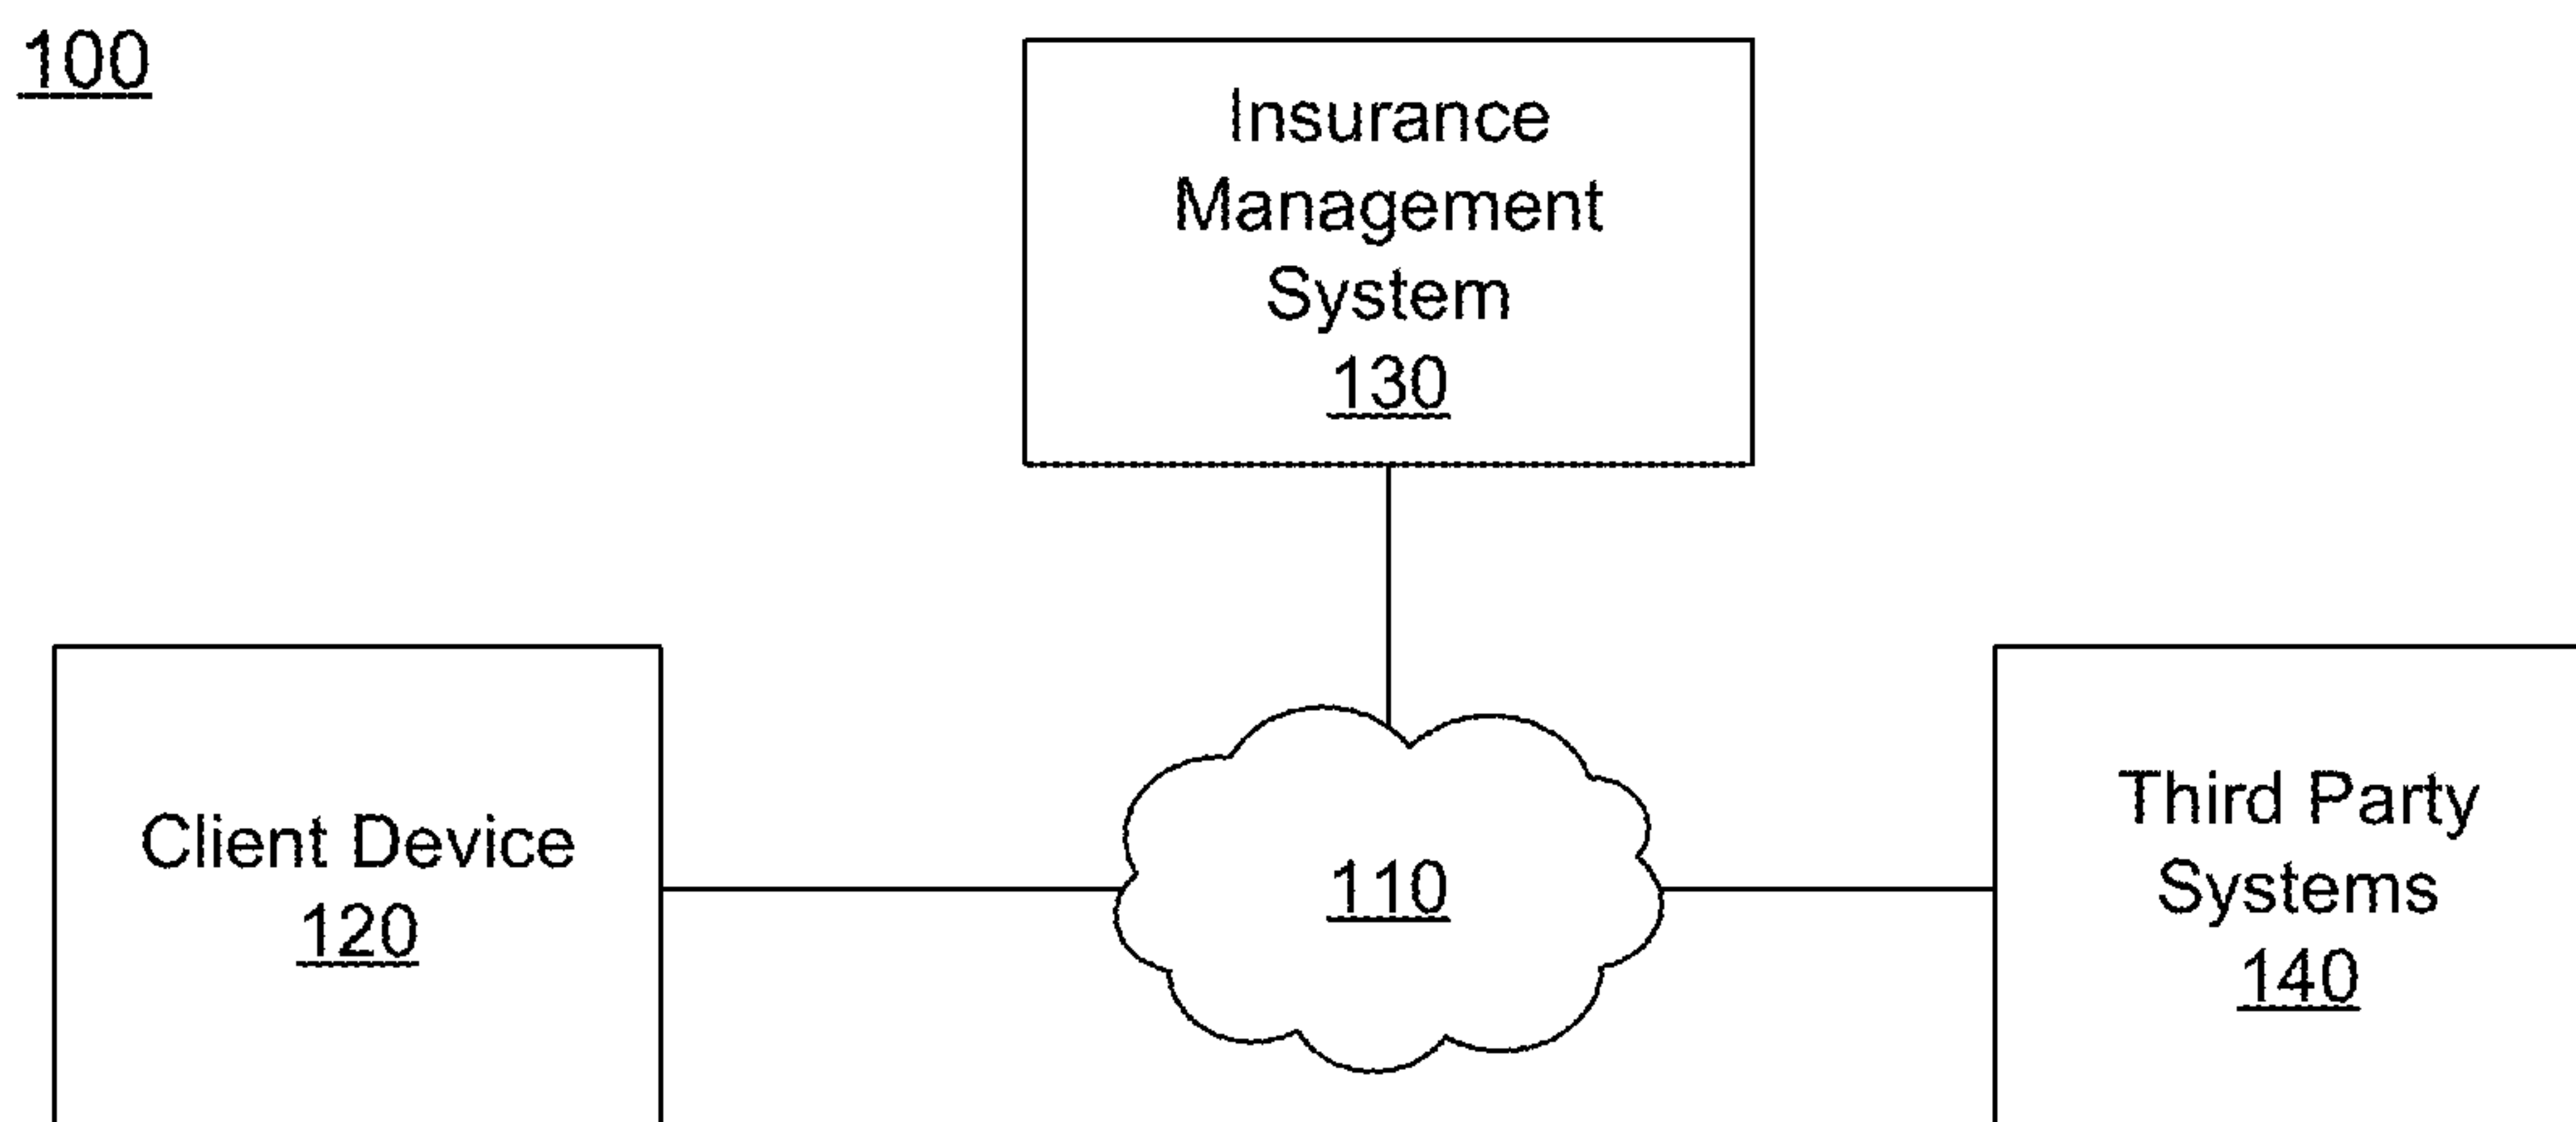 100
Insurance
Management
System
130
Client Device
120
110
Third Party
Systems
140